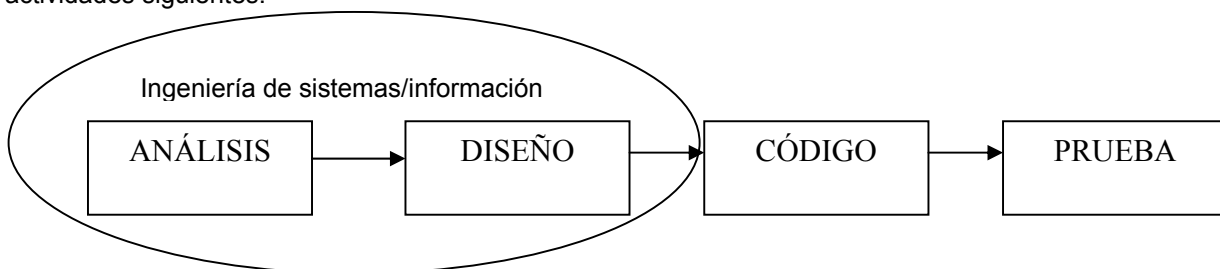 actividades siguientes:
Ingeniería de sistemas/información
ANÁLISIS DISEÑO CÓDIGO PRUEBA